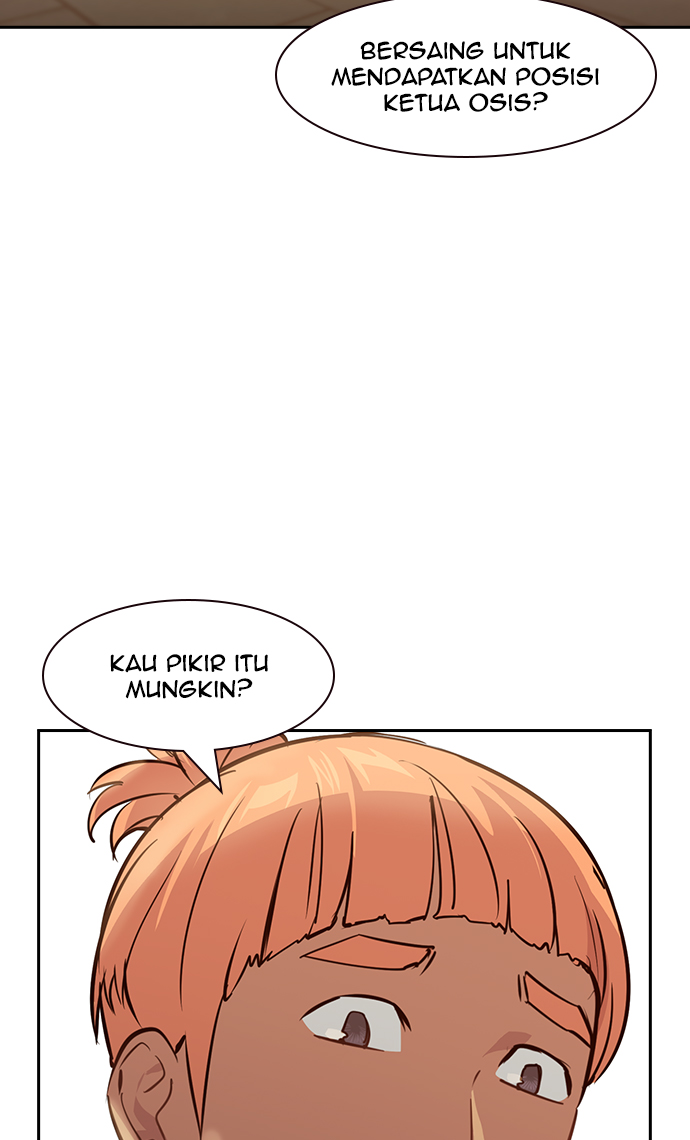 BERSAING UNTUK
MENDAPATKAN POSISI
KETUA OSIS?
KAU PIKIR ITU
MUNGKIN?